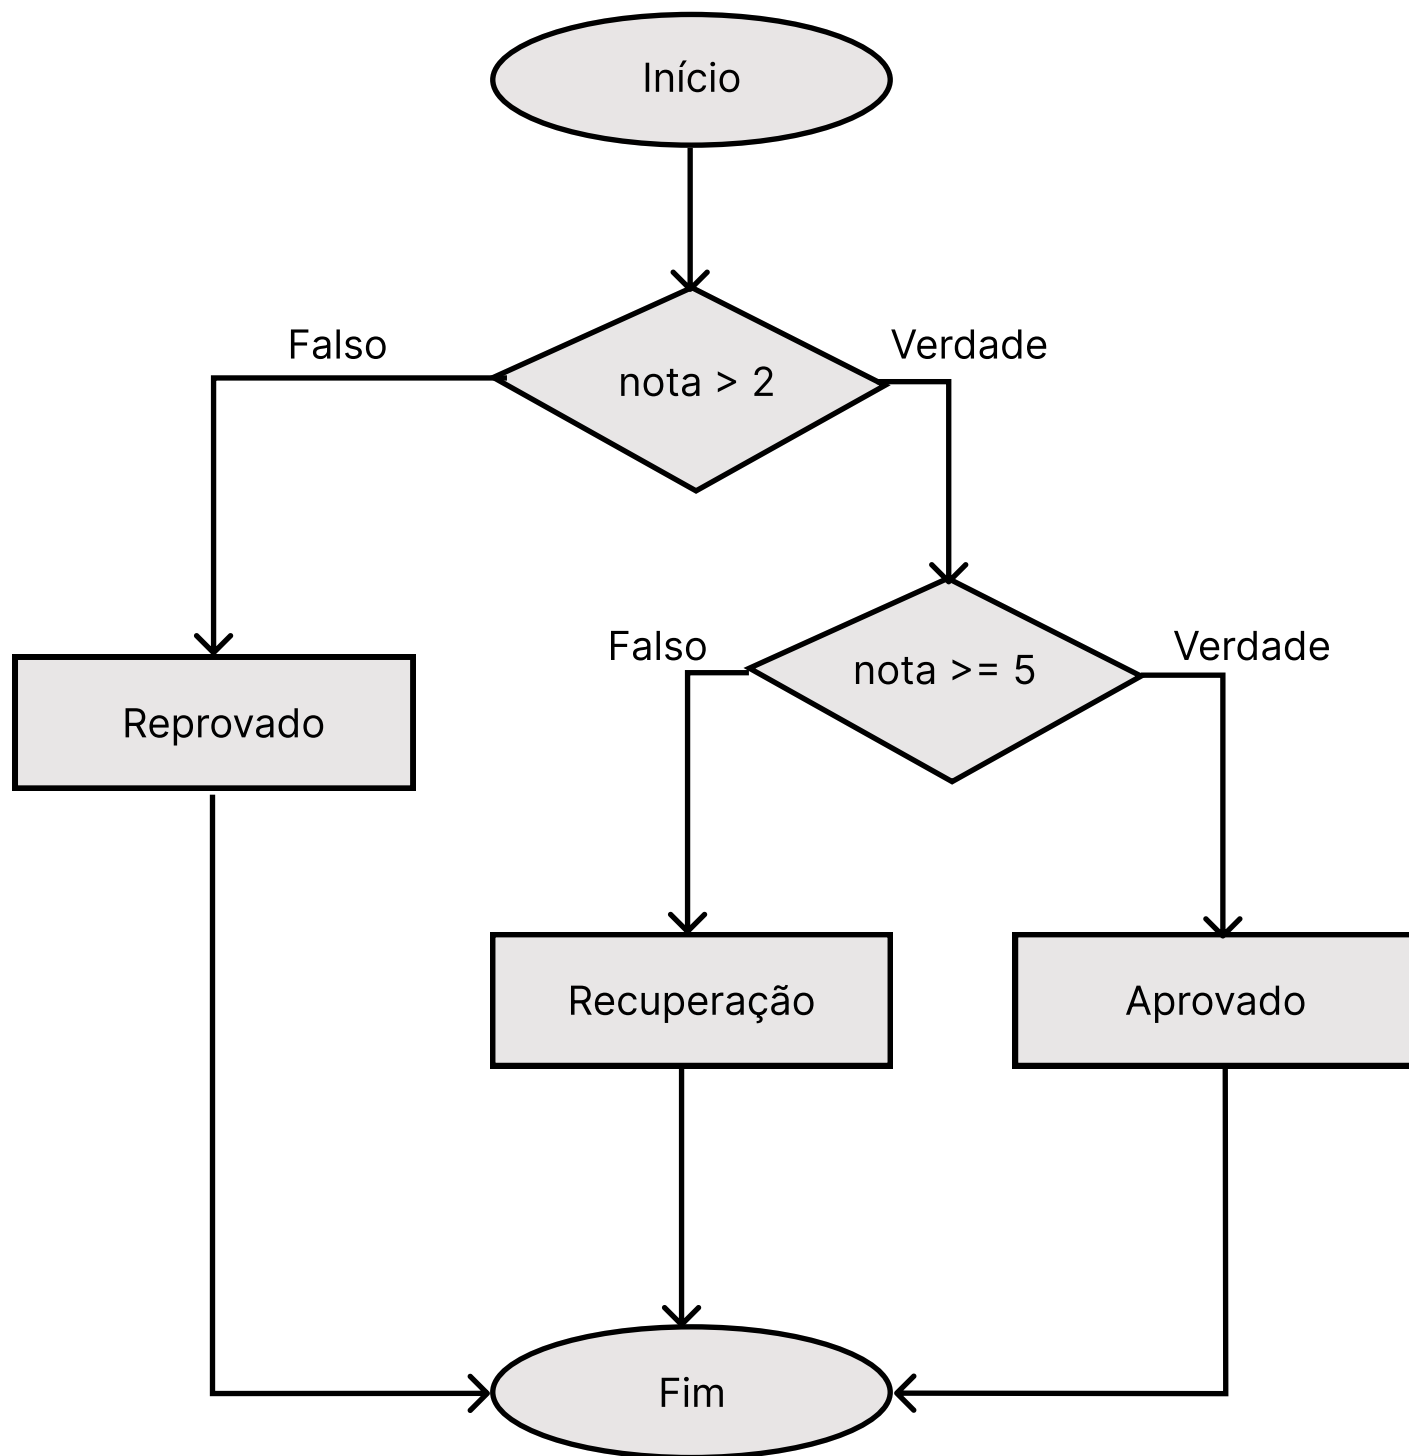 Início
Falso
Verdade
nota > 2
Falso
Verdade
nota >= 5
Reprovado
Recuperação
Aprovado
Fim